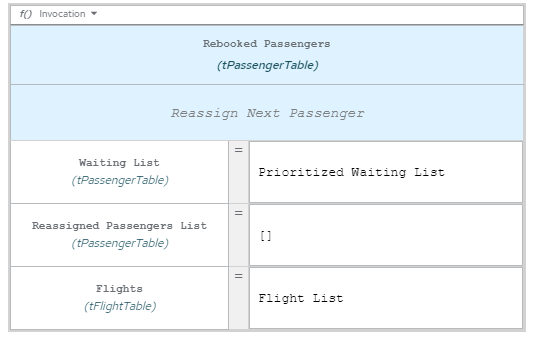 f() Invocation
Rebooked Passengers
(tPassengerTable)
Reassign Next Passenger
Waiting List
(tPassengerTable)
=
Prioritized Waiting List
Reassigned Passengers List
(tPassengerTable)
=
[]
Flights
(tFlightTable)
=
Flight List